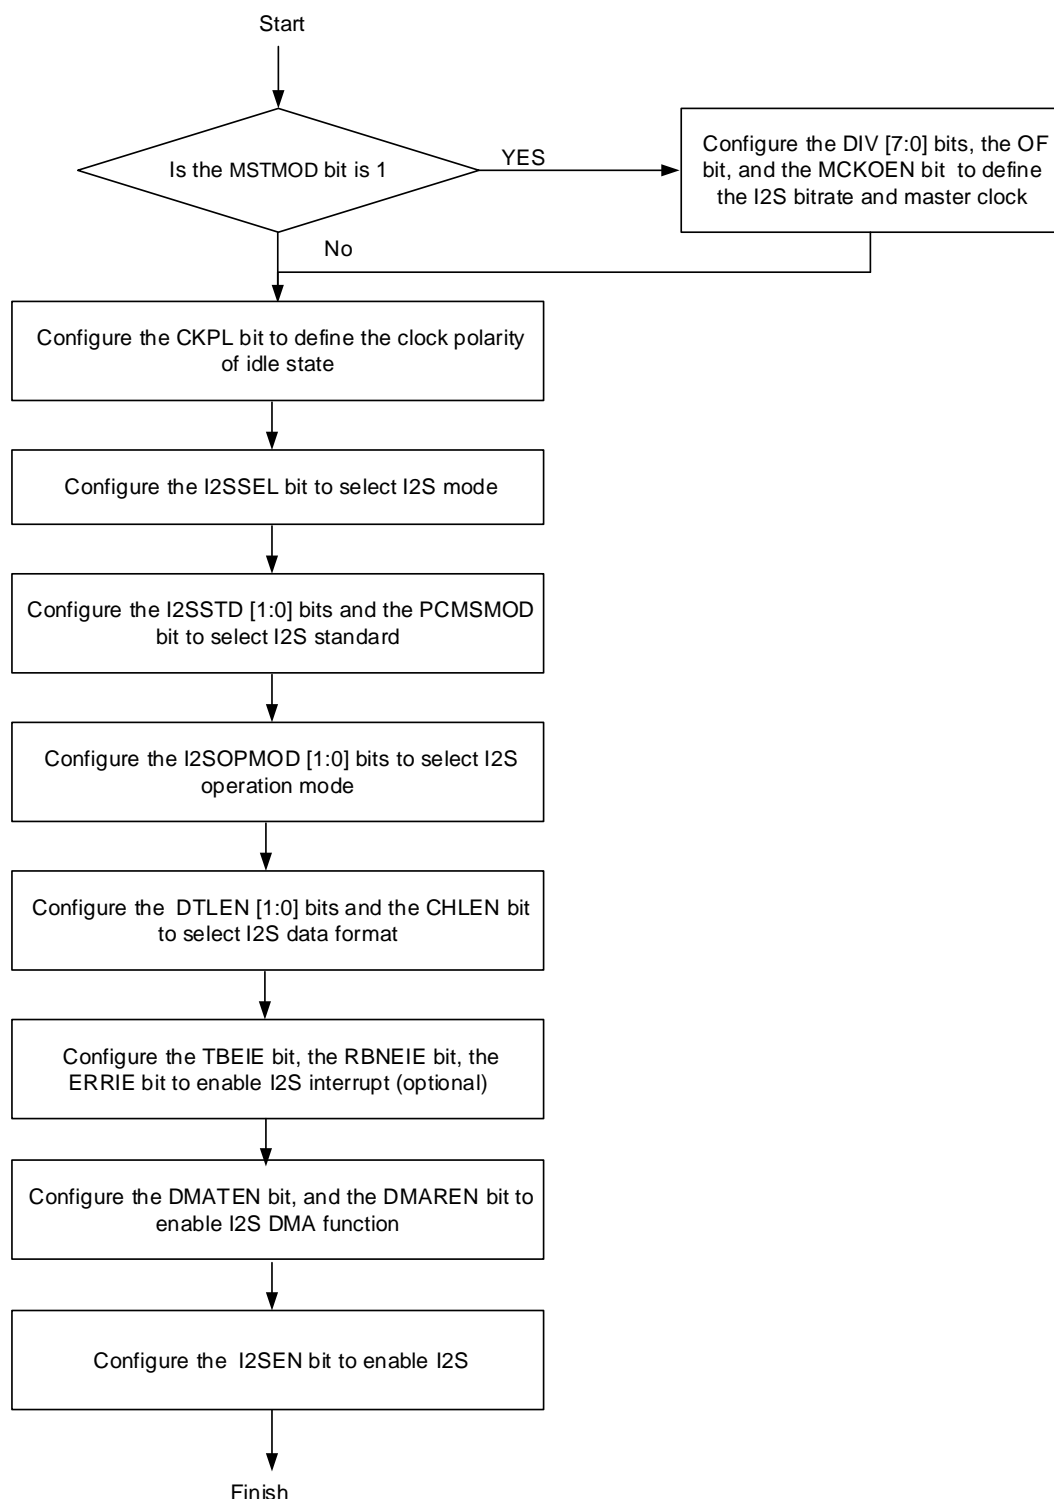 Start
Is the MSTMOD bit is 1
YES
Configure the DIV [7:0] bits, the OF
bit, and the MCKOEN bit to define
the I2S bitrate and master clock
No
Configure the CKPL bit to define the clock polarity
of idle state
Configure the I2SSEL bit to select I2S mode
Configure the I2SSTD [1:0] bits and the PCMSMOD
bit to select I2S standard
Configure the I2SOPMOD [1:0] bits to select I2S
operation mode
Configure the DTLEN [1:0] bits and the CHLEN bit
to select I2S data format
Configure the TBEIE bit, the RBNEIE bit, the
ERRIE bit to enable I2S interrupt (optional)
Configure the DMATEN bit, and the DMAREN bit to
enable I2S DMA function
Configure the I2SEN bit to enable I2S
Finish